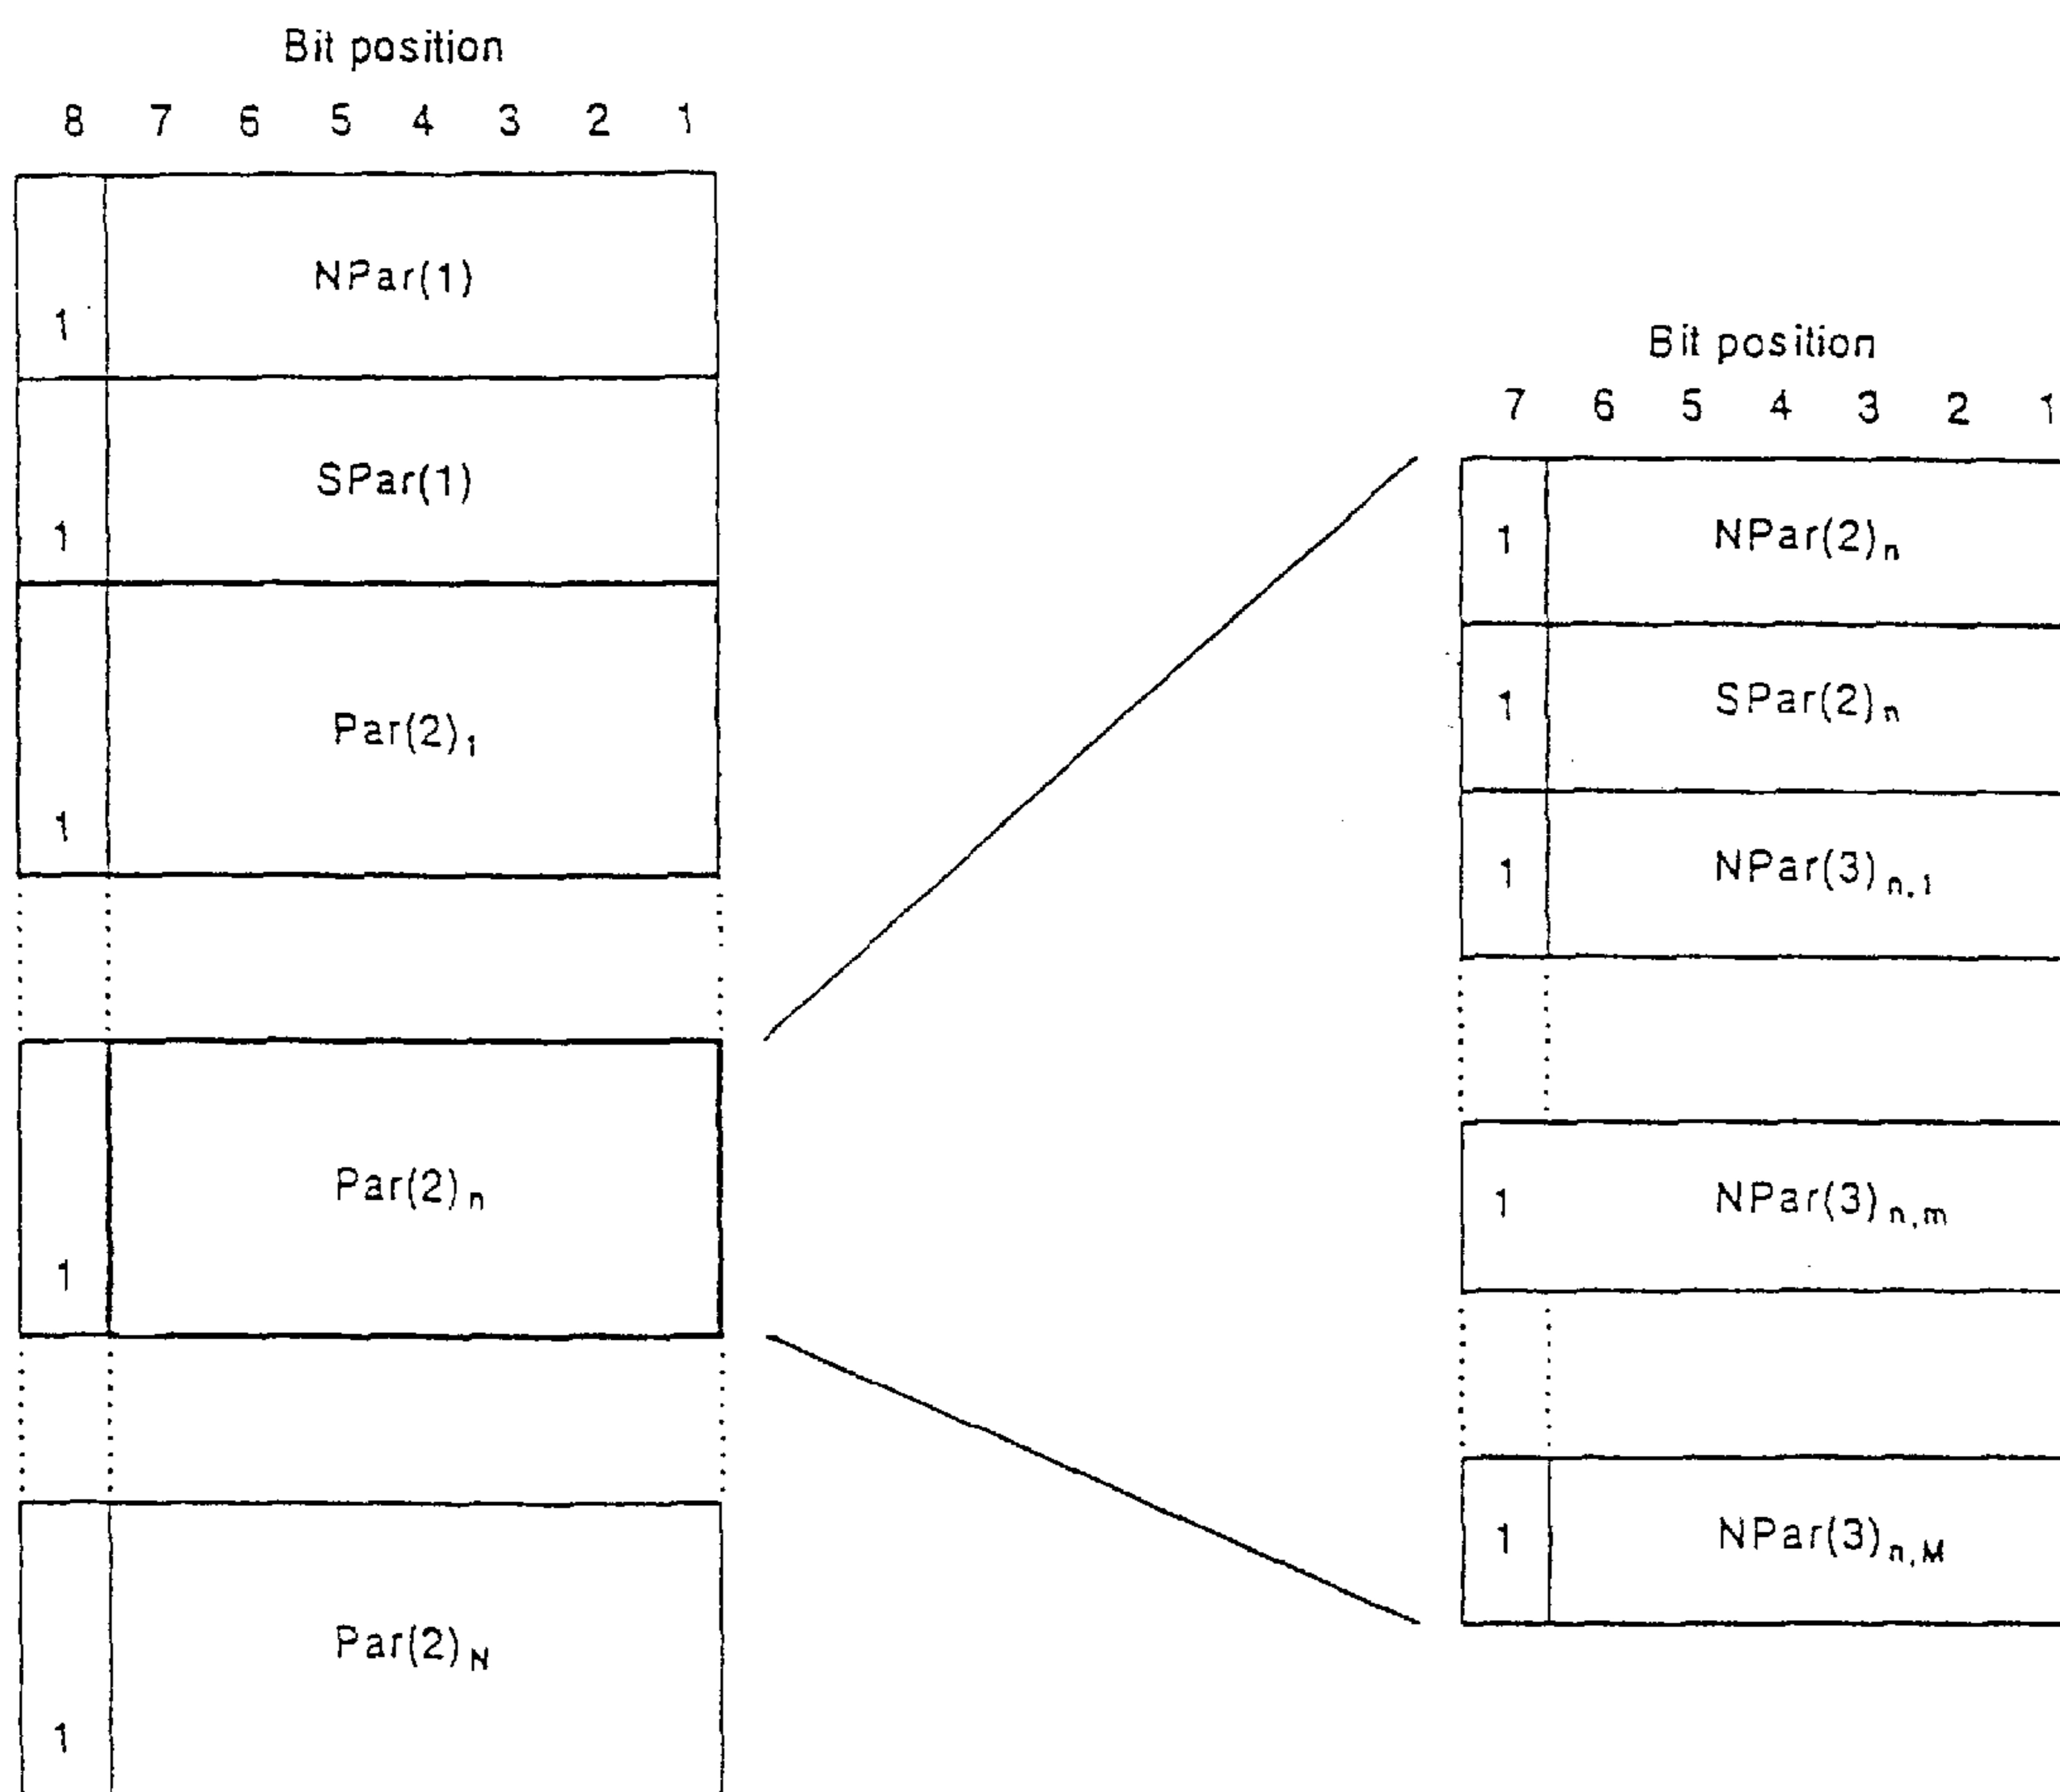 Bit position
8 7 6 5 4 3 2 1
NPar(1)
1
SPar(1)
1
Par(2)1
1
Par(2)n
1
Par(2)N
1
Bit position
7 6 5 4 3 2 1
1 NPar(2)n
1 SPar(2)n
1 NPar(3)n,1
1 NPar(3)n,m
1 NPar(3)n,M